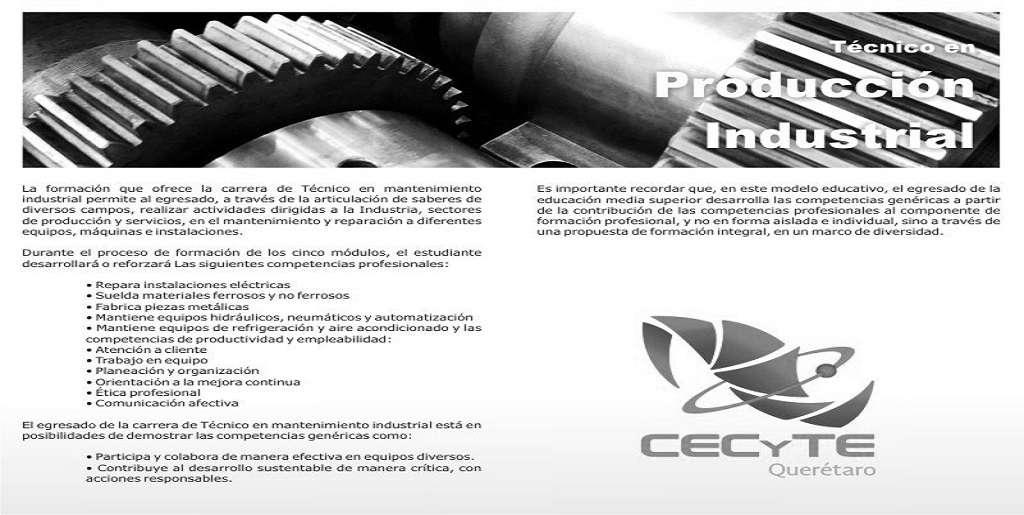 Técnico en
Producción
Industrial
La formación que ofrece la carrera de Técnico en mantenimiento
industrial permite al egresado, a través de la articulación de saberes de
diversos campos, realizar actividades dirigidas a la Industria, sectores
de producción y servicios, en el mantenimiento y reparación a diferentes
equipos, máquinas e instalaciones.
Durante el proceso de formación de los cinco módulos, el estudiante
desarrollará o reforzará Las siguientes competencias profesionales:
• Repara instalaciones eléctricas
• Suelda materiales ferrosos y no ferrosos
• Fabrica piezas metálicas
• Mantiene equipos hidráulicos, neumáticos y automatización
• Mantiene equipos de refrigeración y aire acondicionado y las
competencias de productividad y empleabilidad:
• Atención a cliente
• Trabajo en equipo
• Planeación y organización
• Orientación a la mejora continua
• Ética profesional
• Comunicación afectiva
El egresado de la carrera de Técnico en mantenimiento industrial está en
posibilidades de demostrar las competencias genéricas como:
• Participa y colabora de manera efectiva en equipos diversos.
• Contribuye al desarrollo sustentable de manera crítica, con
acciones responsables.
Es importante recordar que, en este modelo educativo, el egresado de la
educación media superior desarrolla las competencias genéricas a partir
de la contribución de las competencias profesionales al componente de
formación profesional, y no en forma aislada e individual, sino a través de
una propuesta de formación integral, en un marco de diversidad.
CECYTE
Querétaro